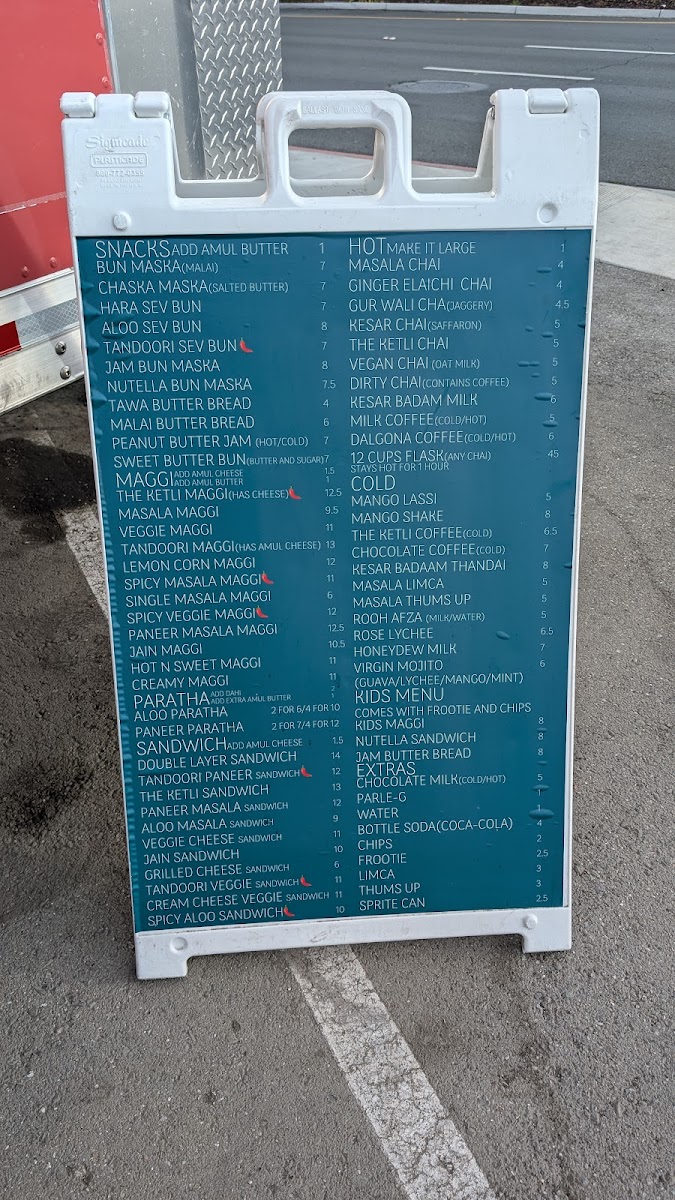 Signicade
PLASTICADE
SNACKS ADD AMUL BUTTER 1
BUN MASKA(MALAI) 7
CHASKA MASKA(SALTED BUTTER) 7
HARA SEV BUN 7
ALOO SEV BUN 8
TANDOORI SEV BUN 7
JAM BUN MASKA 8
NUTELLA BUN MASKA 7.5
TAWA BUTTER BREAD 4
MALAI BUTTER BREAD 6
PEANUT BUTTER JAM (HOT/COLD) 7
SWEET BUTTER BUN(BUTTER AND SUGAR) 7
MAGGI ADD AMUL CHEESE 1.5
ADD AMUL BUTTER 1
THE KETLI MAGGI(HAS CHEESE) 12.5
MASALA MAGGI 9.5
VEGGIE MAGGI 11
TANDOORI MAGGI(HAS AMUL CHEESE) 13
LEMON CORN MAGGI 12
SPICY MASALA MAGGI 11
SINGLE MASALA MAGGI 6
SPICY VEGGIE MAGGI 12
PANEER MASALA MAGGI 12.5
JAIN MAGGI 10.5
HOT N SWEET MAGGI 11
CREAMY MAGGI 11
PARATHA ADD DAHI 2
ADD EXTRA AMUL BUTTER 1
ALOO PARATHA 2 FOR 6/4 FOR 10
PANEER PARATHA 2 FOR 7/4 FOR 12
SANDWICH ADD AMUL CHEESE 1.5
DOUBLE LAYER SANDWICH 14
TANDOORI PANEER SANDWICH 12
THE KETLI SANDWICH 13
PANEER MASALA SANDWICH 12
ALOO MASALA SANDWICH 9
VEGGIE CHEESE SANDWICH 11
JAIN SANDWICH 10
GRILLED CHEESE SANDWICH 6
TANDOORI VEGGIE SANDWICH 11
CREAM CHEESE VEGGIE SANDWICH 11
SPICY ALOO SANDWICH 10
HOT MAKE IT LARGE 1
MASALA CHAI 4
GINGER ELAICHI CHAI 4
GUR WALI CHA(JAGGERY) 4.5
KESAR CHAI(SAFFARON) 5
THE KETLI CHAI 5
VEGAN CHAI (OAT MILK) 5
DIRTY CHAI(CONTAINS COFFEE) 5
KESAR BADAM MILK 6
MILK COFFEE(COLD/HOT) 5
DALGONA COFFEE(COLD/HOT) 6
12 CUPS FLASK(ANY CHAI) 45
STAYS HOT FOR 1 HOUR
COLD
MANGO LASSI 5
MANGO SHAKE 8
THE KETLI COFFEE(COLD) 6.5
CHOCOLATE COFFEE(COLD) 7
KESAR BADAAM THANDAI 8
MASALA LIMCA 5
MASALA THUMS UP 5
ROOH AFZA (MILK/WATER) 5
ROSE LYCHEE 6.5
HONEYDEW MILK 7
VIRGIN MOJITO 6
(GUAVA/LYCHEE/MANGO/MINT)
KIDS MENU
COMES WITH FROOTIE AND CHIPS
KIDS MAGGI 8
NUTELLA SANDWICH 8
JAM BUTTER BREAD 8
EXTRAS
CHOCOLATE MILK(COLD/HOT) 5
PARLE-G 1
WATER 1
BOTTLE SODA(COCA-COLA) 4
CHIPS 2
FROOTIE 2.5
LIMCA 3
THUMS UP 3
SPRITE CAN 2.5